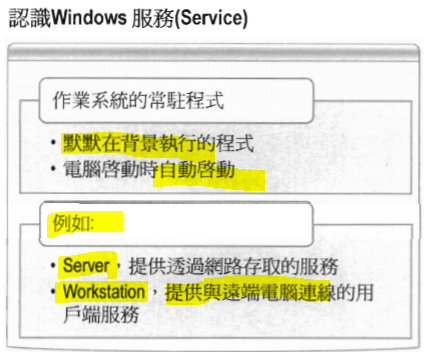 認識Windows 服務(Service)
作業系統的常駐程式
• 默默在背景執行的程式
• 電腦啓動時自動啓動
例如:
• Server，提供透過網路存取的服務
• Workstation，提供與遠端電腦連線的用
戶端服務